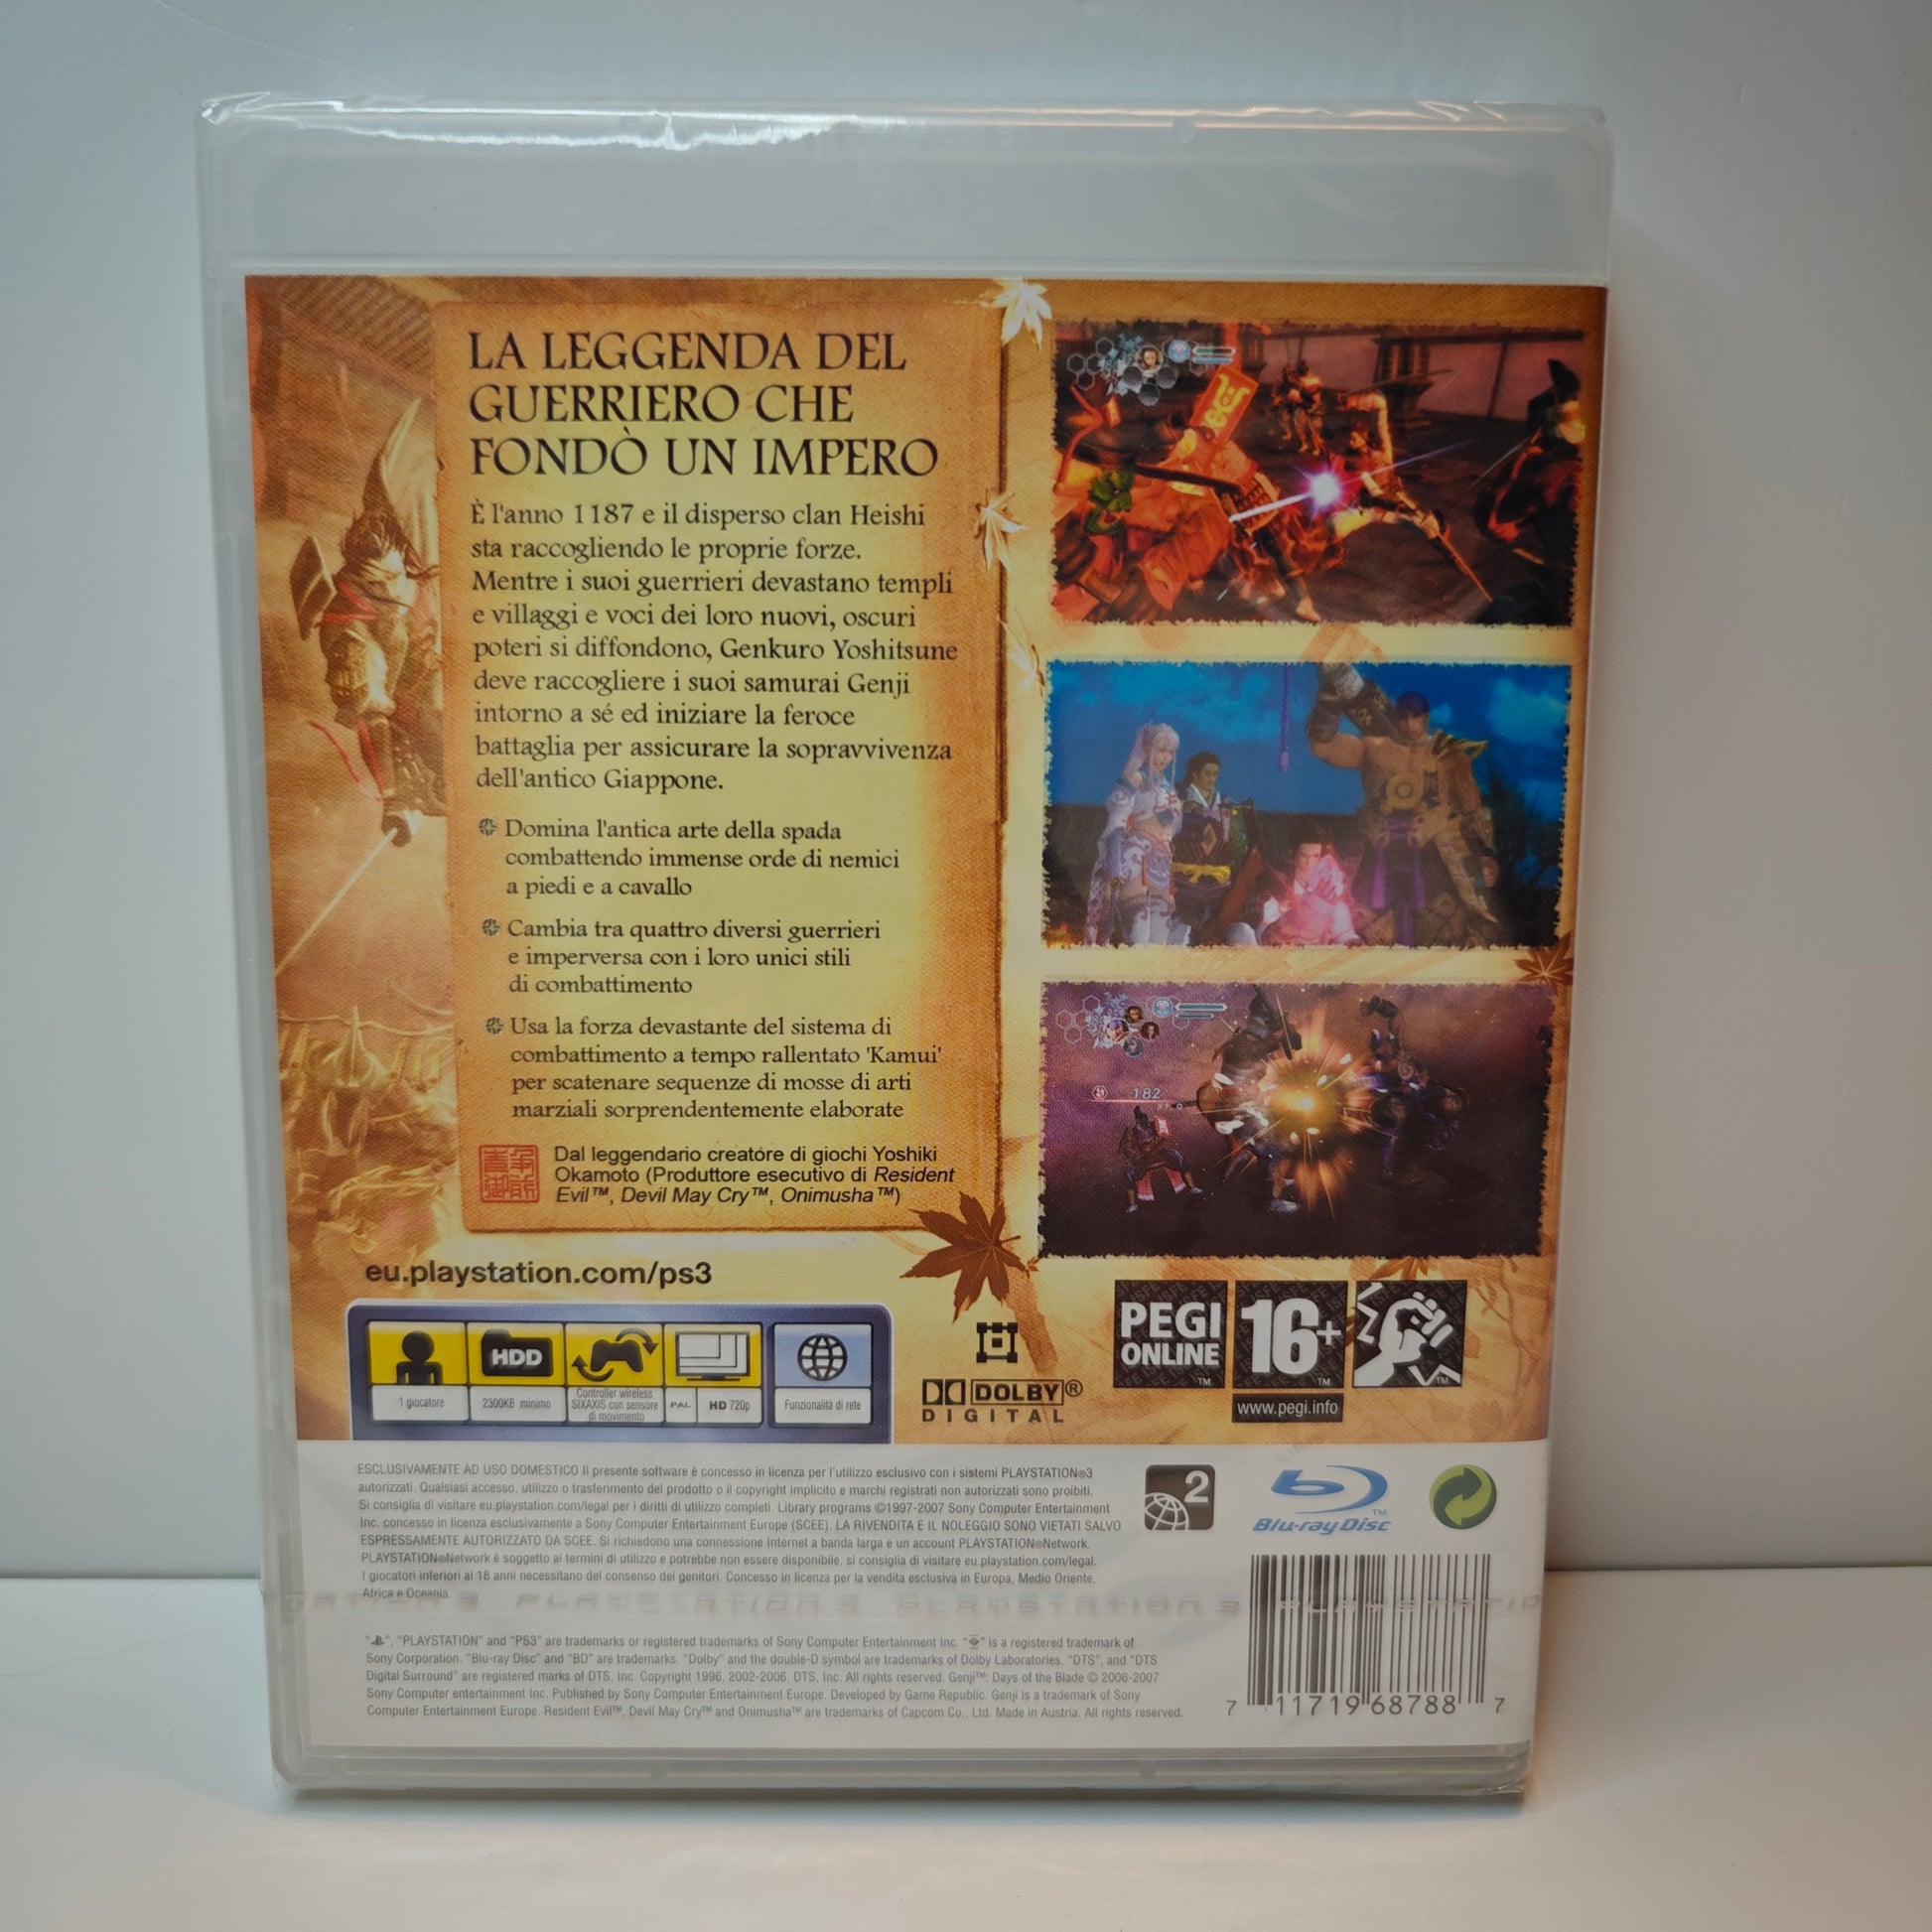 LA LEGGENDA DEL
GUERRIERO CHE
FONDÒ UN IMPERO
È l'anno 1187 e il disperso clan Heishi
sta raccogliendo le proprie forze.
Mentre i suoi guerrieri devastano templi
e villaggi e voci dei loro nuovi, oscuri
poteri si diffondono, Genkuro Yoshitsune
deve raccogliere i suoi samurai Genji
intorno a sé ed iniziare la feroce
battaglia per assicurare la sopravvivenza
dell'antico Giappone.
Domina l'antica arte della spada
combattendo immense orde di nemici
a piedi e a cavallo
Cambia tra quattro diversi guerrieri
e imperversa con i loro unici stili
di combattimento
Usa la forza devastante del sistema di
combattimento a tempo rallentato 'Kamui'
per scatenare sequenze di mosse di arti
marziali sorprendentemente elaborate
Dal leggendario creatore di giochi Yoshiki
Okamoto (Produttore esecutivo di Resident
Evil™, Devil May Cry™, Onimusha™)
182
eu.playstation.com/ps3
HDD
1 giocatore
2300KB minimo
Controller wireless
SIXAXIS con sensore
di movimento
PAL
HD 720p
Funzionalità di rete
DOLBY®
DIGITAL
PEGI
ONLINE
™
16+
™
™
www.pegi.info
ESCLUSIVAMENTE AD USO DOMESTICO Il presente software è concesso in licenza per l'utilizzo esclusivo con i sistemi PLAYSTATION®3
autorizzati. Qualsiasi accesso, utilizzo o trasferimento del prodotto o il copyright implicito e marchi registrati non autorizzati sono proibiti.
Si consiglia di visitare eu.playstation.com/legal per i diritti di utilizzo completi. Library programs ©1997-2007 Sony Computer Entertainment
Inc. concesso in licenza esclusivamente a Sony Computer Entertainment Europe (SCEE). LA RIVENDITA E IL NOLEGGIO SONO VIETATI SALVO
ESPRESSAMENTE AUTORIZZATO DA SCEE. Si richiedono una connessione Internet a banda larga e un account PLAYSTATION®Network.
PLAYSTATION®Network è soggetto ai termini di utilizzo e potrebbe non essere disponibile, si consiglia di visitare eu.playstation.com/legal.
I giocatori inferiori ai 18 anni necessitano del consenso dei genitori. Concesso in licenza per la vendita esclusiva in Europa, Medio Oriente,
Africa e Oceania.
2
Blu-ray Disc
™
TATION 3 PLAYSTATION 3 PLAYSTATION 3 PLAYSTATIO
“ ”, “PLAYSTATION” and “PS3” are trademarks or registered trademarks of Sony Computer Entertainment Inc. “ ” is a registered trademark of
Sony Corporation. “Blu-ray Disc” and “BD” are trademarks. “Dolby” and the double-D symbol are trademarks of Dolby Laboratories. “DTS”, and “DTS
Digital Surround” are registered marks of DTS, Inc. Copyright 1996, 2002-2006, DTS, Inc. All rights reserved. Genji™: Days of the Blade © 2006-2007
Sony Computer entertainment Inc. Published by Sony Computer Entertainment Europe. Developed by Game Republic. Genji is a trademark of Sony
Computer Entertainment Europe. Resident Evil™, Devil May Cry™ and Onimusha™ are trademarks of Capcom Co., Ltd. Made in Austria. All rights reserved.
7 11719 68788 7